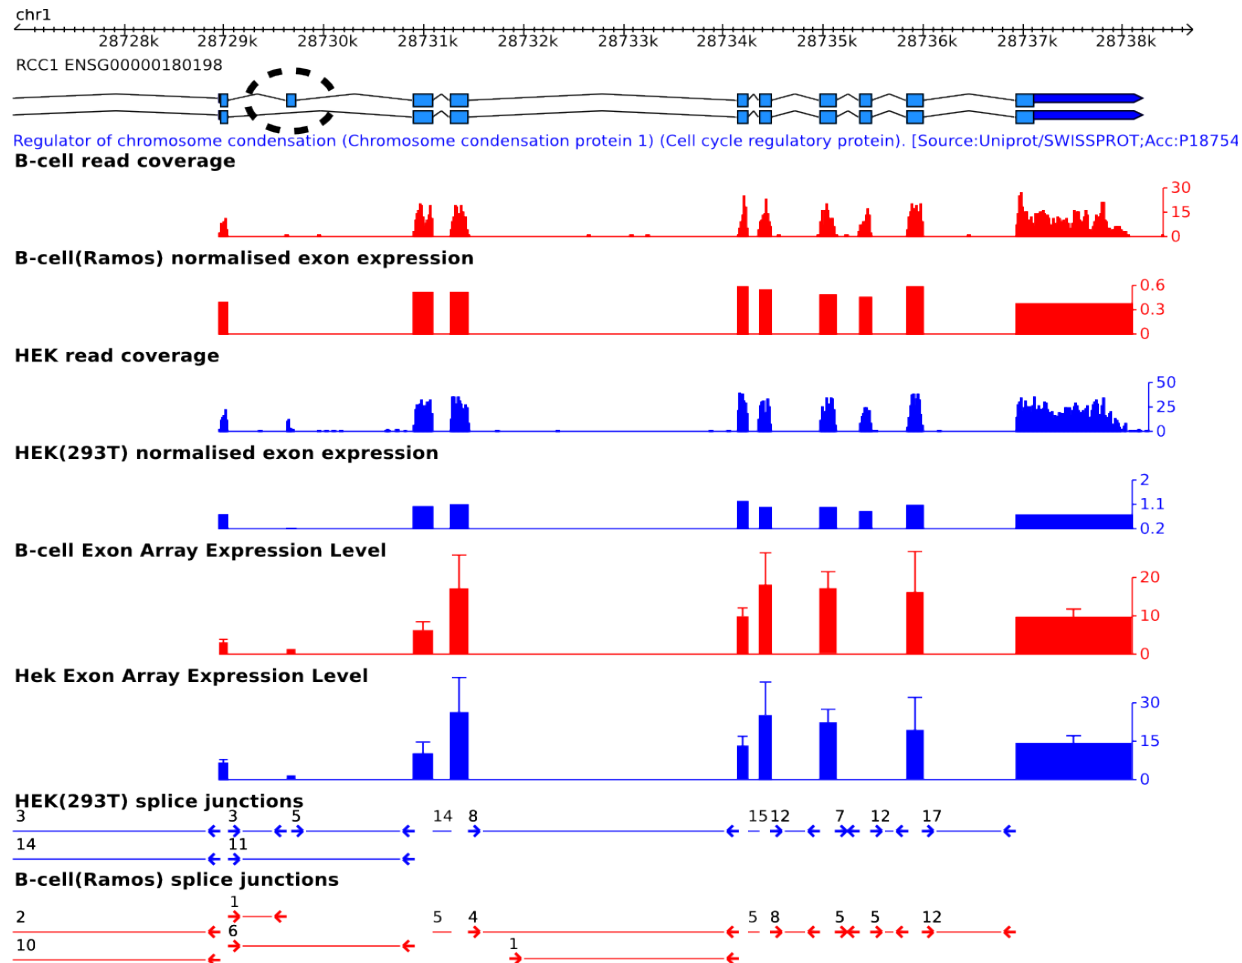 chr1
28728k 28729k 28730k 28731k 28732k 28733k 28734k 28735k 28736k 28737k 28738k
RCC1 ENSG00000180198
Regulator of chromosome condensation (Chromosome condensation protein 1) (Cell cycle regulatory protein). [Source:Uniprot/SWISSPROT;Acc:P18754
B-cell read coverage
30
15
0
B-cell(Ramos) normalised exon expression
0.6
0.3
0
HEK read coverage
50
25
0
HEK(293T) normalised exon expression
2
1.1
0.2
B-cell Exon Array Expression Level
20
10
0
Hek Exon Array Expression Level
30
15
0
HEK(293T) splice junctions
3 3 5 14 8 15 12 7 12 17
14 11
B-cell(Ramos) splice junctions
1
2 5 4 5 8 5 5 12
6
10 1